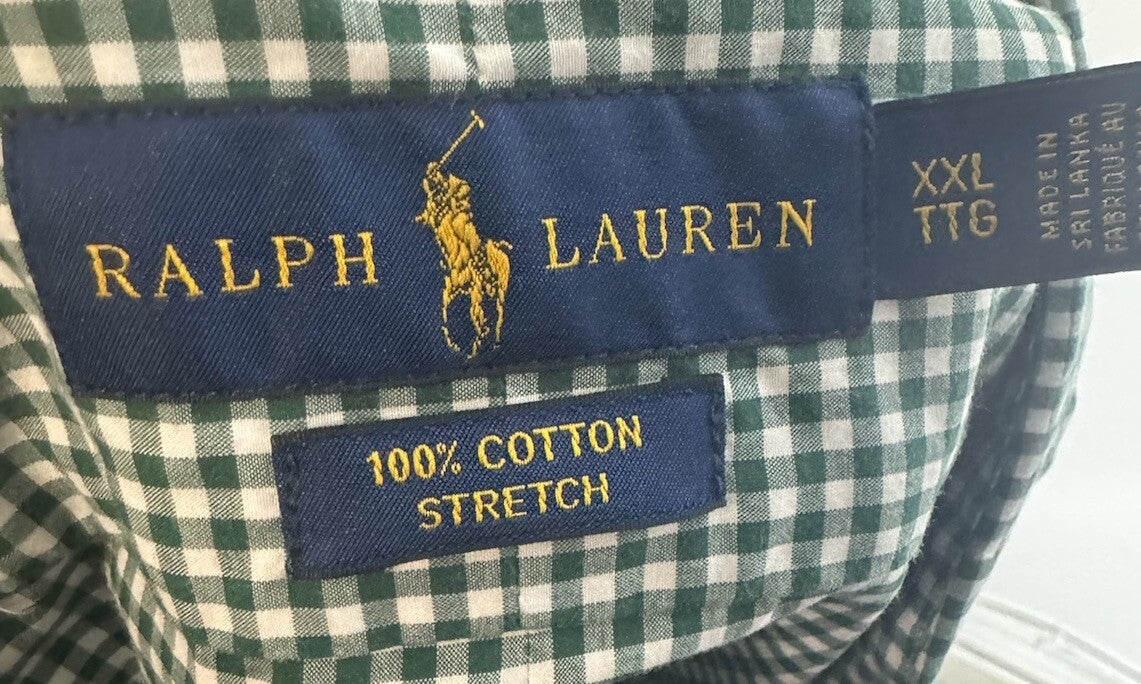 RALPH LAUREN
XXL
TTG
MADE IN
SRI LANKA
FABRIQUÉ AU
100% COTTON
STRETCH